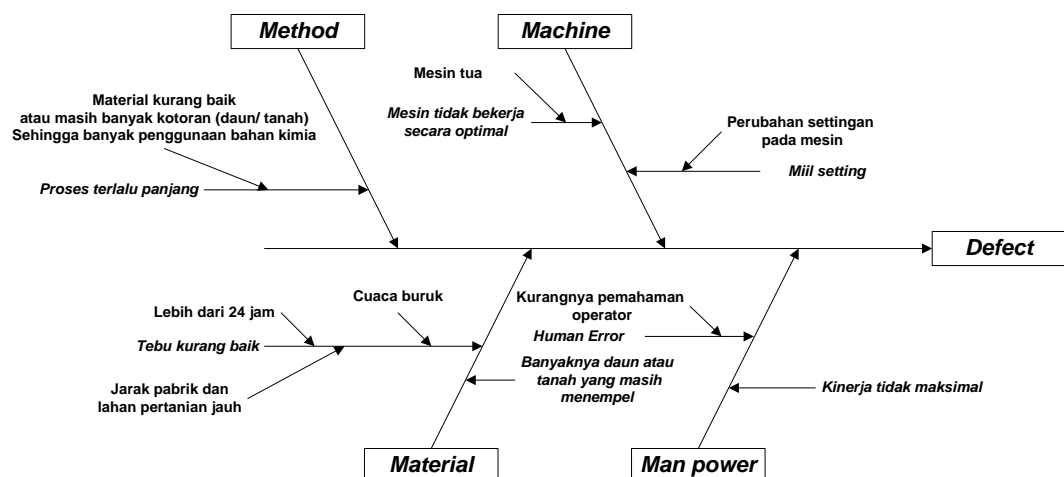 Method
Machine
Mesin tua
Material kurang baik
atau masih banyak kotoran (daun/ tanah)
Sehingga banyak penggunaan bahan kimia
Mesin tidak bekerja
secara optimal
Perubahan settingan
pada mesin
Proses terlalu panjang
Miil setting
Defect
Lebih dari 24 jam
Cuaca buruk
Kurangnya pemahaman
operator
Tebu kurang baik
Human Error
Jarak pabrik dan
lahan pertanian jauh
Banyaknya daun atau
tanah yang masih
menempel
Kinerja tidak maksimal
Material
Man power